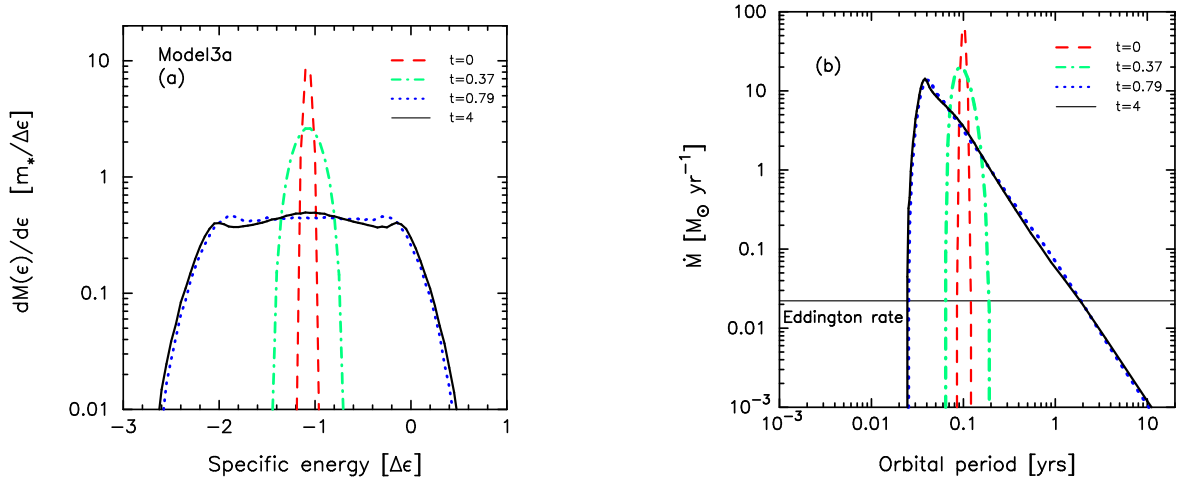 Model3a
(a)
t=0
t=0.37
t=0.79
t=4
10
1
0.1
0.01
−3
−2
−1
0
1
dM(ϵ)/dϵ [m*/Δϵ]
Specific energy [Δϵ]
(b)
t=0
t=0.37
t=0.79
t=4
100
10
1
0.1
0.01
10⁻³
10⁻³
0.01
0.1
1
10
Ṁ [M⊙ yr⁻¹]
Eddington rate
Orbital period [yrs]